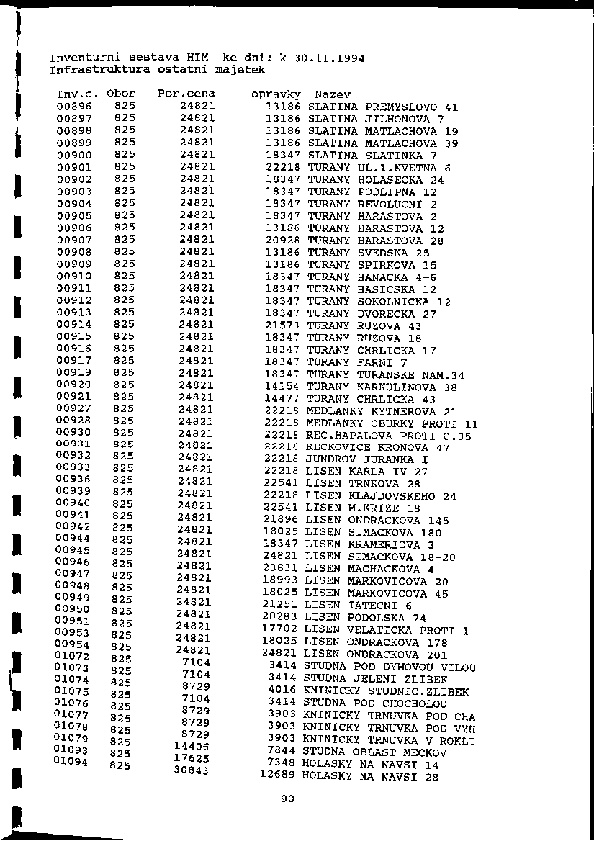 Inventurni sestava HIM ke dni: k 30.11.1994
Infrastruktura ostatni majatek
Inv.c. Obor Por.cena opravky Nazev
00896 825 24821 13186 SLATINA PREMYSLOVO 41
00897 825 24821 13186 SLATINA JILHONOVA 7
00898 825 24821 13186 SLATINA MATLACHOVA 19
00899 825 24821 13186 SLATINA MATLACHOVA 39
00900 825 24821 18347 SLATINA SLATINKA 7
00901 825 24821 22218 TURANY UL.1.KVETNA 6
00902 825 24821 18347 TURANY HOLASECKA 24
00903 825 24821 18347 TURANY PODLIPNA 12
00904 825 24821 18347 TURANY REVOLUCNI 2
00905 825 24821 18347 TURANY HARASTOVA 2
00906 825 24821 13186 TURANY HARASTOVA 12
00907 825 24821 20928 TURANY HARASTOVA 28
00908 825 24821 13186 TURANY SVEDSKA 25
00909 825 24821 13186 TURANY SPIRKOVA 15
00910 825 24821 18347 TURANY HANACKA 4-6
00911 825 24821 18347 TURANY HASICSKA 12
00912 825 24821 18347 TURANY SOKOLNICKA 12
00913 825 24821 18347 TURANY DVORECKA 27
00914 825 24821 21573 TURANY RUZOVA 43
00915 825 24821 18347 TURANY RUZOVA 18
00916 825 24821 18347 TURANY CHRLICKA 17
00917 825 24821 18347 TURANY FARNI 7
00919 825 24821 18347 TURANY TURANSKE NAM.34
00920 825 24821 14154 TURANY KARKULINOVA 38
00921 825 24821 14477 TURANY CHRLICKA 43
00927 825 24821 22218 MEDLANKY KYTNEROVA 21
00928 825 24821 22218 MEDLANKY OBURKY PROTI 11
00930 825 24821 22218 REC.HAPALOVA PROTI C.35
00931 825 24821 22218 RECKOVICE KRONOVA 47
00932 825 24821 22218 JUNDROV JURANKA 1
00933 825 24821 22218 LISEN KARLA IV 27
00936 825 24821 22541 LISEN TRNKOVA 28
00939 825 24821 22218 LISEN KLAJDOVSKEHO 24
00940 825 24821 22541 LISEN M.KRIZE 18
00941 825 24821 21896 LISEN ONDRACKOVA 145
00942 825 24821 18025 LISEN SIMACKOVA 180
00944 825 24821 18347 LISEN KRAMERIOVA 3
00945 825 24821 24821 LISEN SIMACKOVA 18-20
00946 825 24821 LISEN MACHACKOVA 4
00947 825 24821 18993 LISEN MARKOVICOVA 20
00948 825 24821 18025 LISEN MARKOVICOVA 45
00949 825 24821 21251 LISEN TATECNI 6
00950 825 24821 20283 LISEN PODOLSKA 74
00951 825 24821 17702 LISEN VELATICKA PROTI 1
00953 825 24821 18025 LISEN ONDRACKOVA 178
00954 825 24821 24821 LISEN ONDRACKOVA 201
01072 825 7104 3414 STUDNA POD DYHOVOU VILOU
01073 825 7104 3414 STUDNA JELENI ZLIBEK
01074 825 8729 4016 KNINICKY STUDNIC.ZLIBEK
01075 825 7104 3414 STUDNA POD CHOCHOLOU
01076 825 8729 3903 KNINICKY TRNUVKA POD CHA
01077 825 8729 3903 KNINICKY TRNUVKA POD
01078 825 8729 3903 KNINICKY TRNUVKA V ROKLI
01079 825 14406 7844 STUDNA OBLAST MECKOV
01093 825 17625 7348 HOLASKY NA NAVSI 14
01094 825 30843 12689 HOLASKY NA NAVSI 28
93